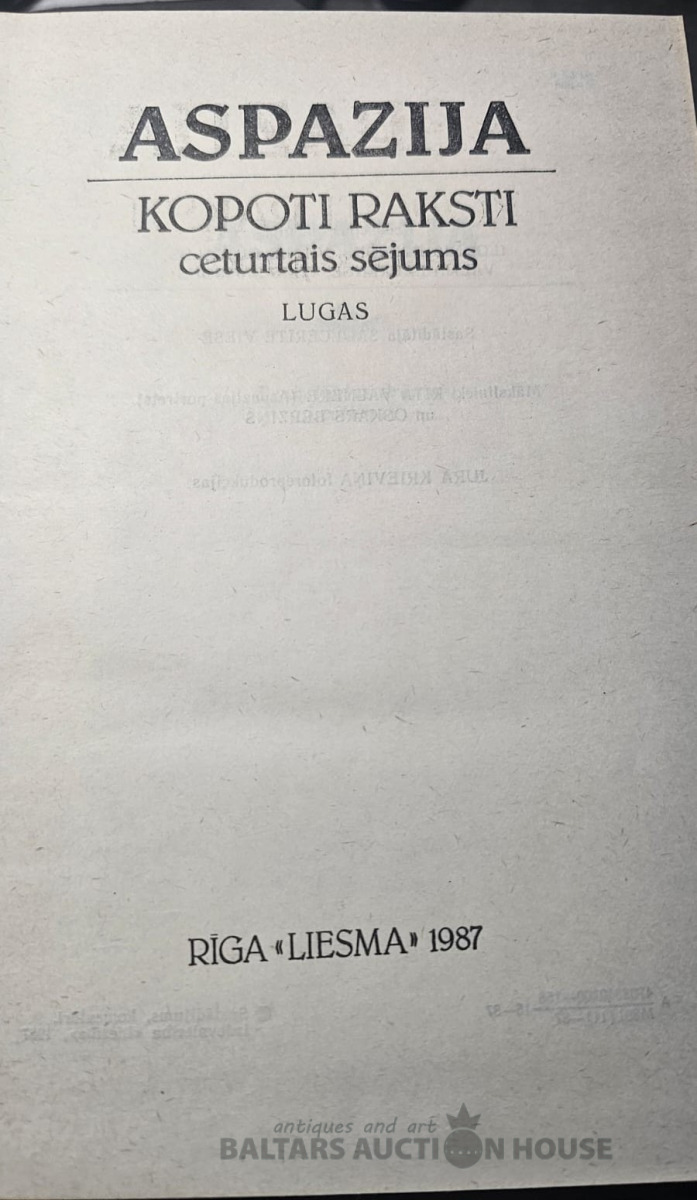 ASPAZIJA
KOPOTI RAKSTI
ceturtais sējums
LUGAS
RĪGA «LIESMA» 1987
antiques and art
BALTARS AUCTION HOUSE